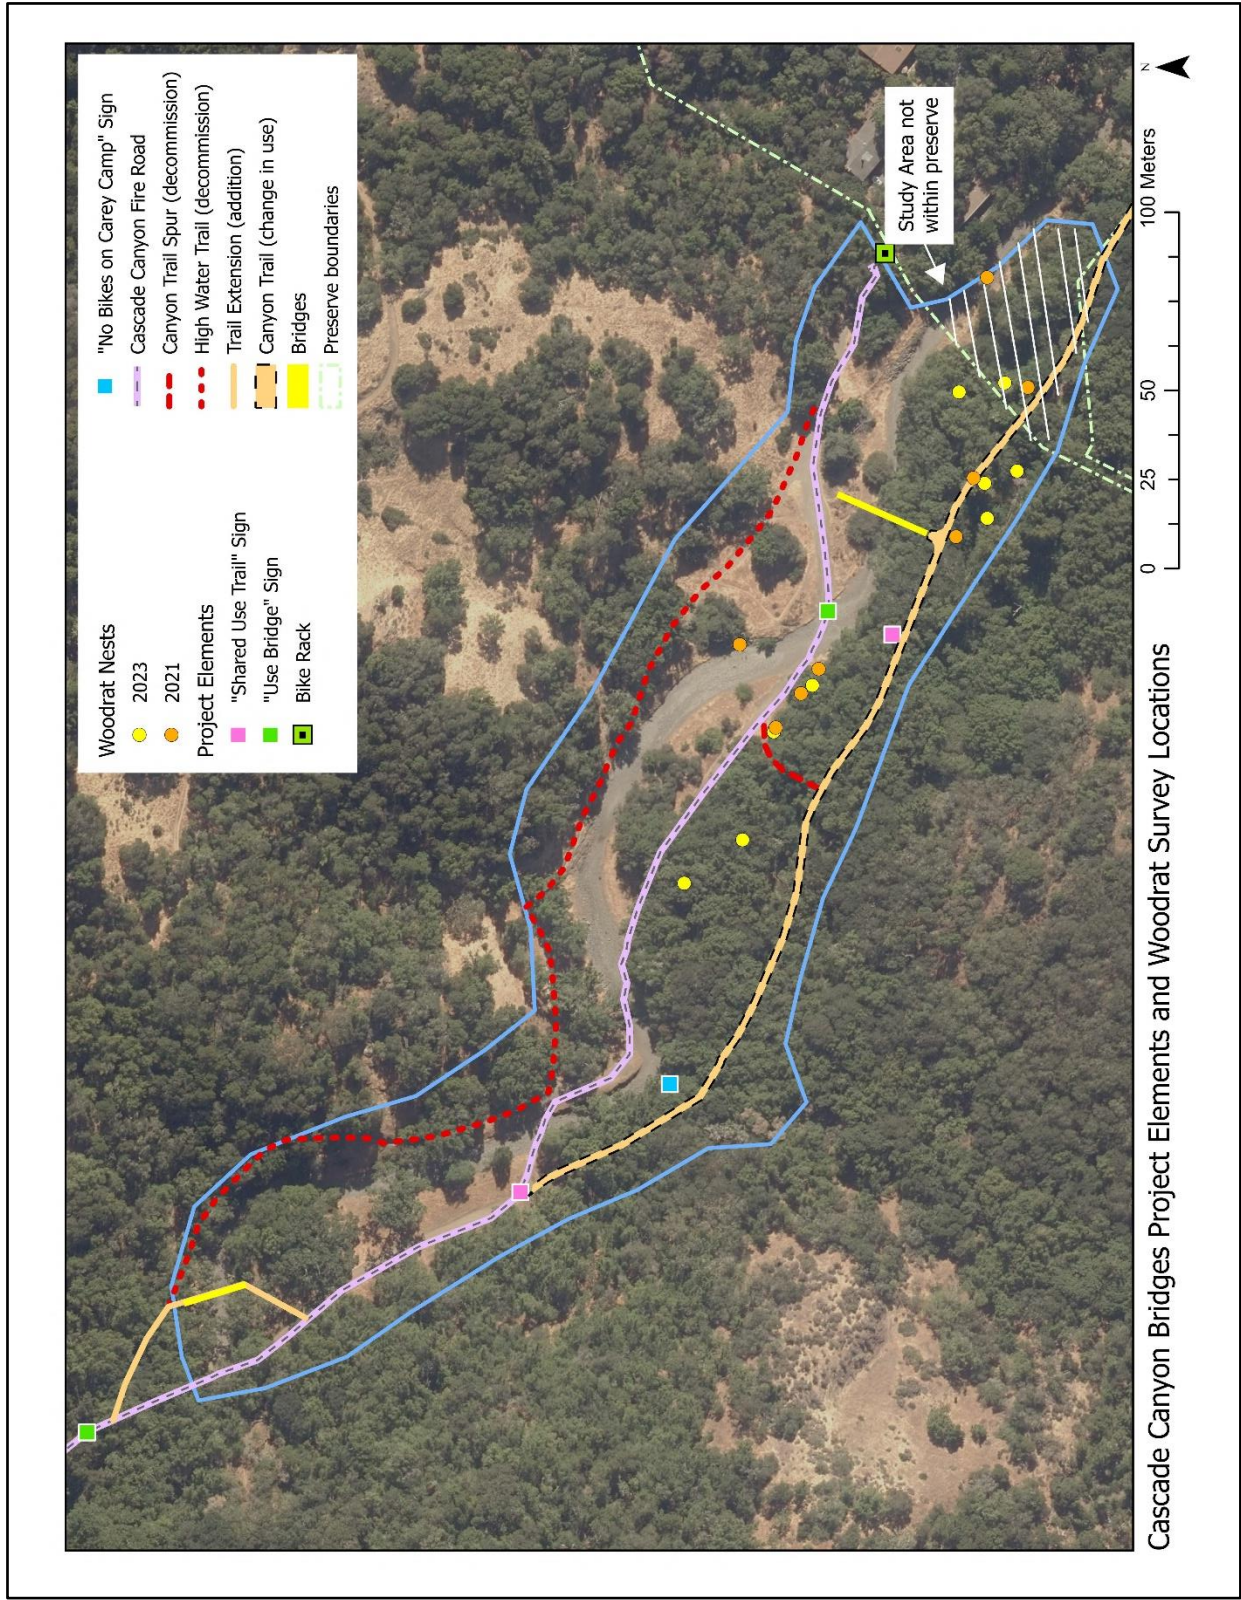 Woodrat Nests
2023
2021
Project Elements
"Shared Use Trail" Sign
"Use Bridge" Sign
Bike Rack
"No Bikes on Carey Camp" Sign
Cascade Canyon Fire Road
Canyon Trail Spur (decommission)
High Water Trail (decommission)
Trail Extension (addition)
Canyon Trail (change in use)
Bridges
Preserve boundaries
Study Area not
within preserve
N
0 25 50 100 Meters
Cascade Canyon Bridges Project Elements and Woodrat Survey Locations